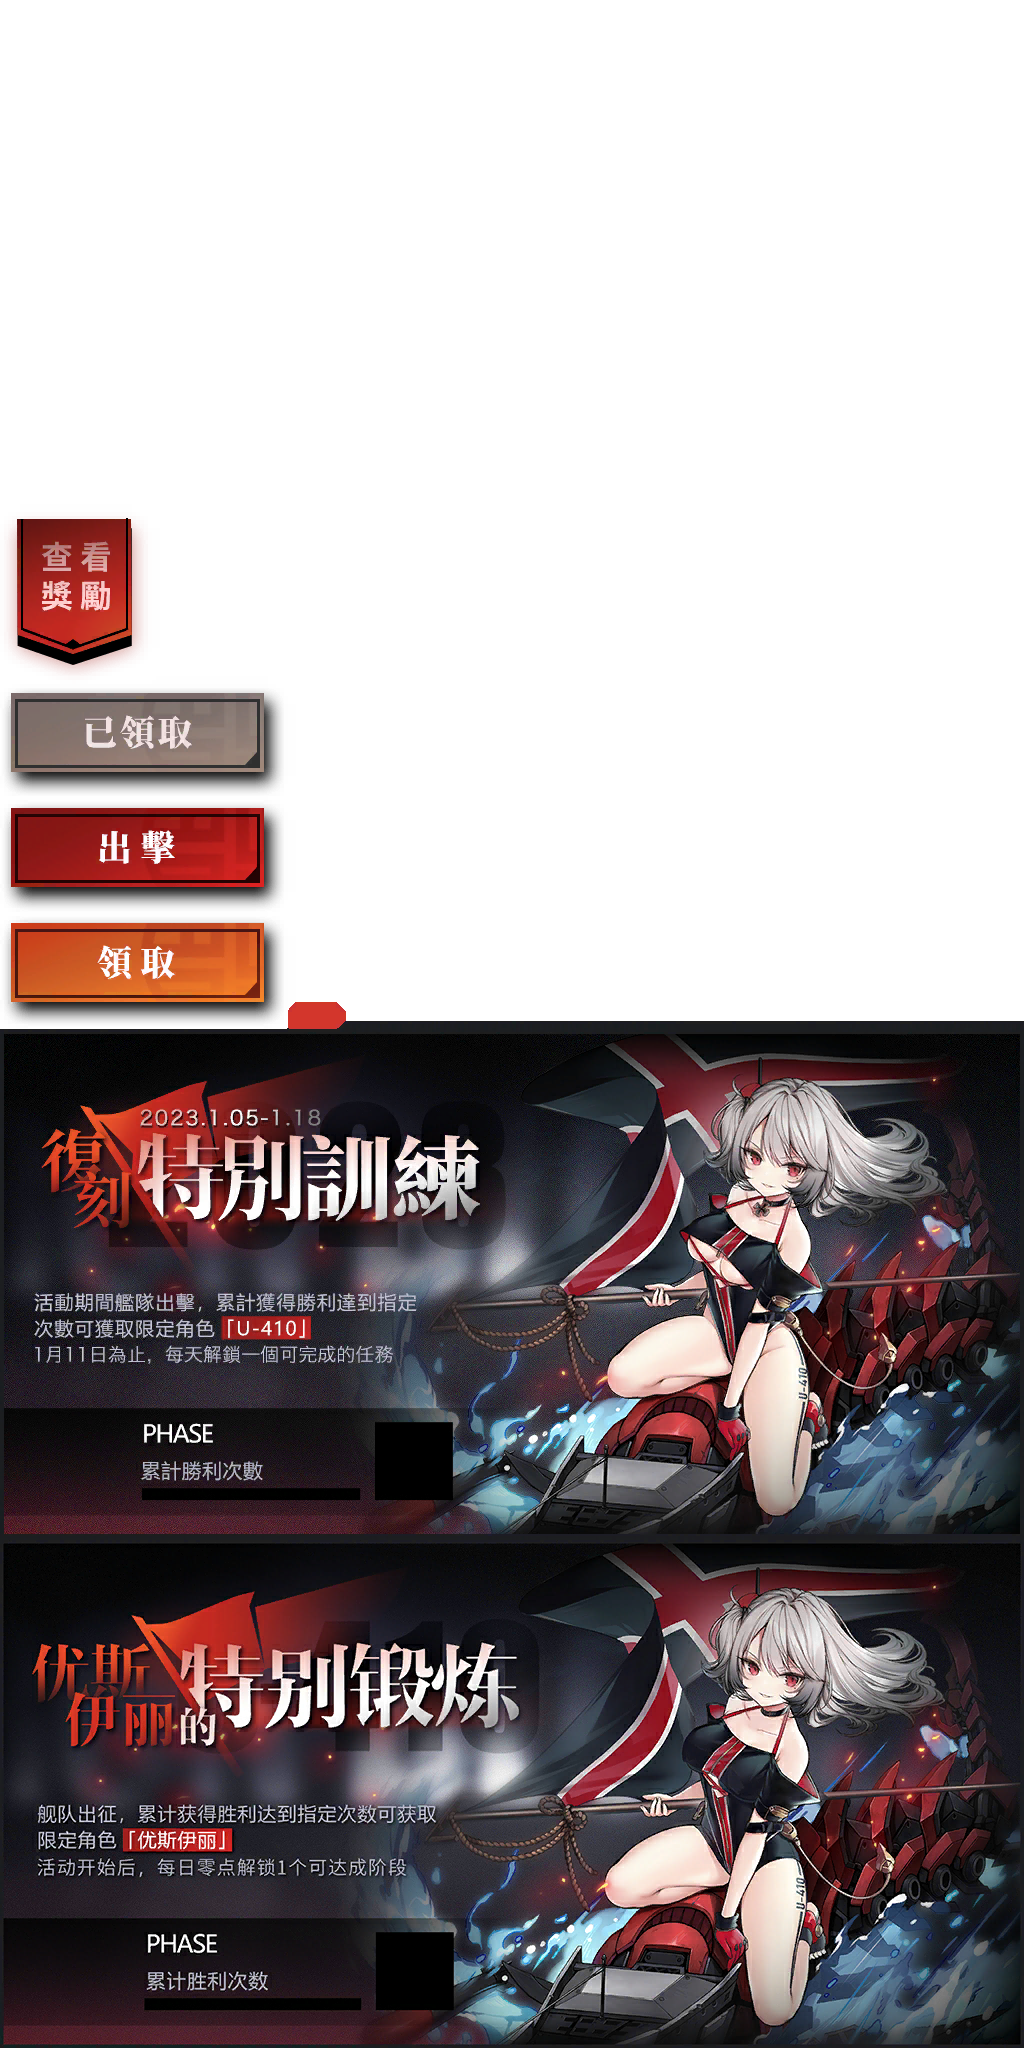 查看
獎勵
已領取
出擊
領取
2023.1.05-1.18
復刻
特別訓練
活動期間艦隊出擊，累計獲得勝利達到指定
次數可獲取限定角色「U-410」
1月11日為止，每天解鎖一個可完成的任務
U-410
PHASE
累計勝利次數
优斯
伊丽的
特别锻炼
舰队出征，累计获得胜利达到指定次数可获取
限定角色「优斯伊丽」
活动开始后，每日零点解锁1个可达成阶段
U-410
PHASE
累计胜利次数